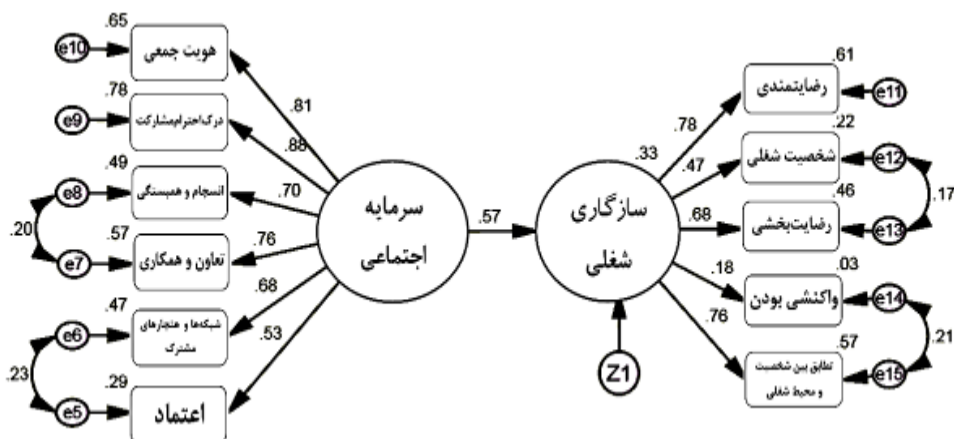 .65
e10
هویت جمعی
.81
.78
e9
درک‌احترام‌مشارکت
.88
.49
e8
انسجام و همبستگی
.70
.20
.57
e7
تعاون و همکاری
.76
.47
e6
شبکه‌ها و هنجارهای
مشترک
.68
.23
.29
e5
اعتماد
.53
سرمایه
اجتماعی
.57
.33
سازگاری
شغلی
Z1
.61
رضایتمندی
e11
.78
.22
شخصیت شغلی
e12
.47
.17
.46
رضایت‌بخشی
e13
.68
.03
واکنشی بودن
e14
.18
.21
.57
تطابق بین شخصیت
و محیط شغلی
e15
.76